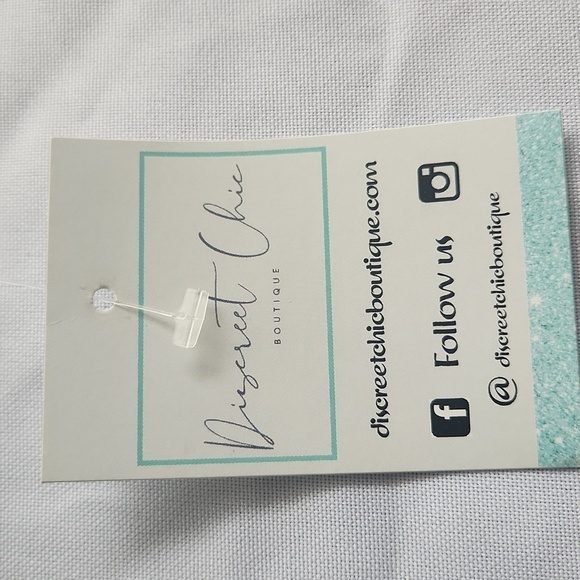 Discreet Chic
BOUTIQUE
discreetchicboutique.com
Follow us
@discreetchicboutique